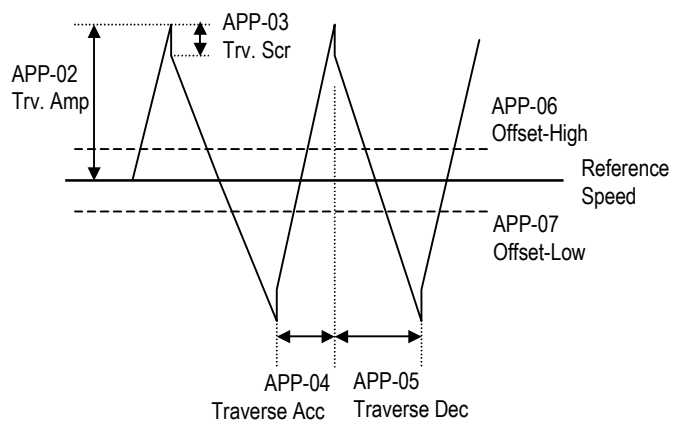 APP-03
Trv. Scr
APP-02
Trv. Amp
APP-06
Offset-High
Reference
Speed
APP-07
Offset-Low
APP-04
Traverse Acc
APP-05
Traverse Dec